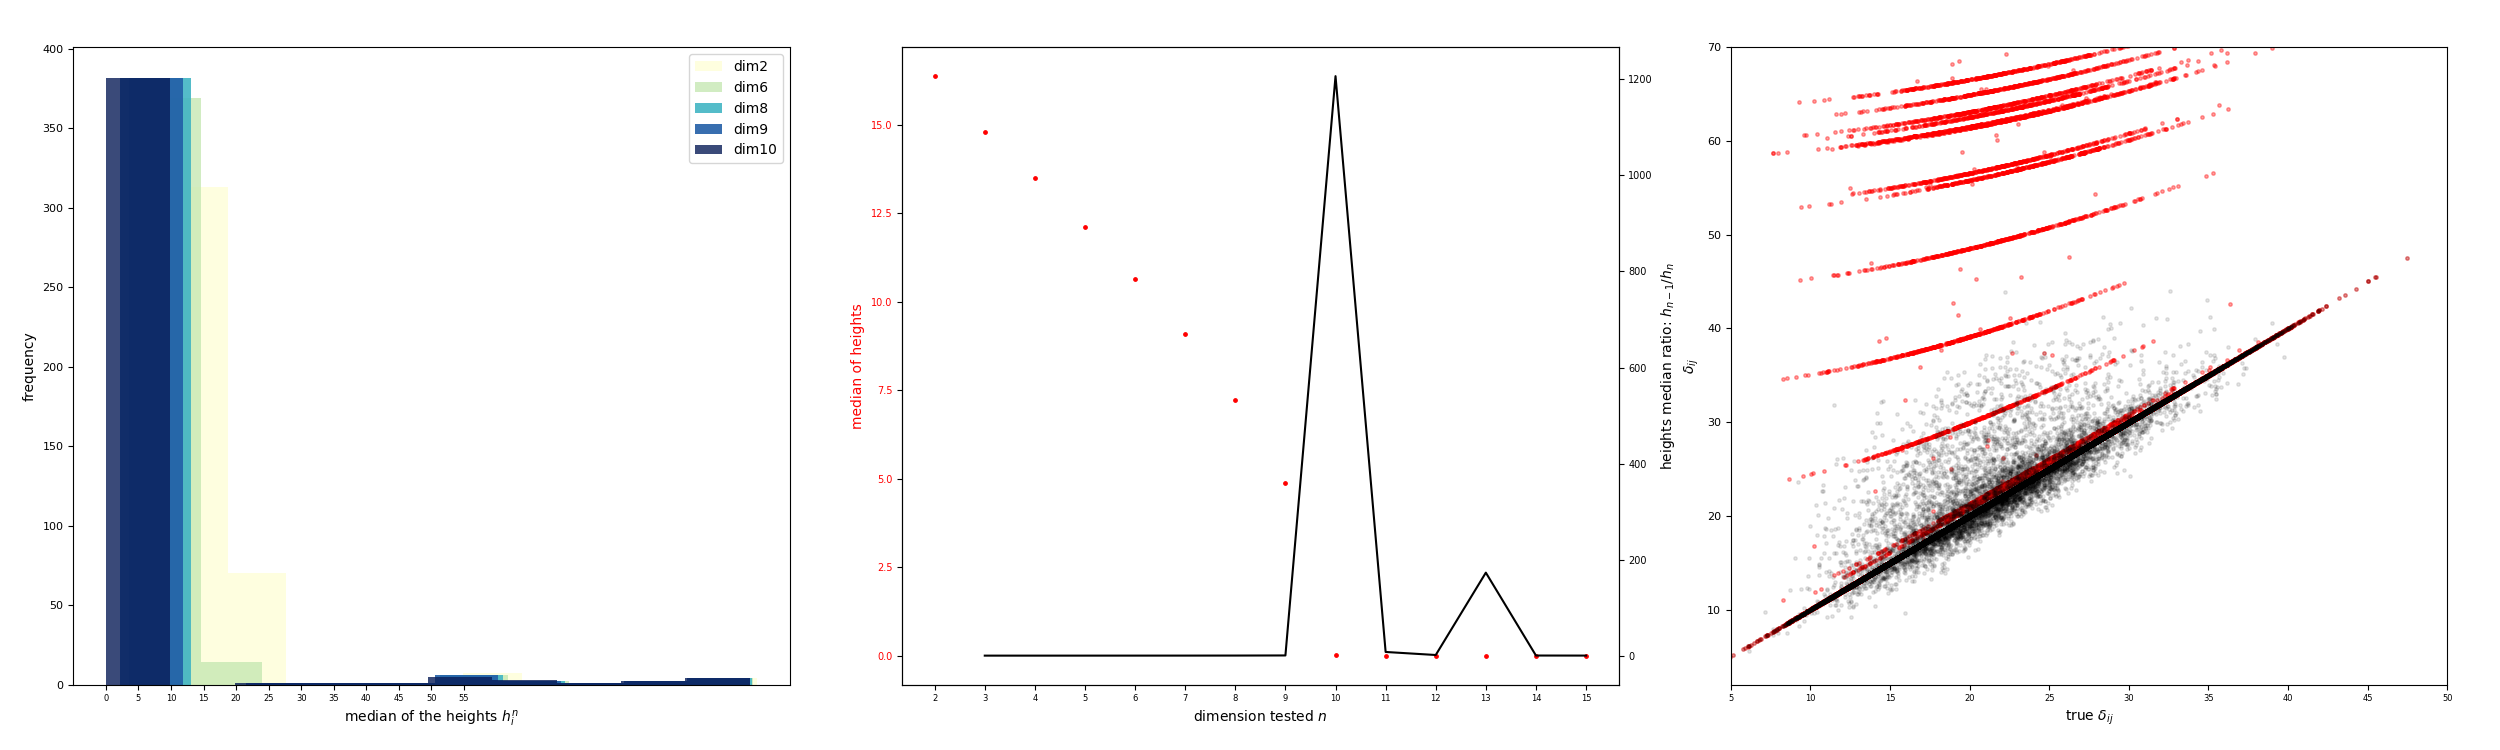 400
350
300
250
200
150
100
50
0
frequency
0 5 10 15 20 25 30 35 40 45 50 55
median of the heights $h_i^n$
dim2
dim6
dim8
dim9
dim10
15.0
12.5
10.0
7.5
5.0
2.5
0.0
median of heights
2 3 4 5 6 7 8 9 10 11 12 13 14 15
dimension tested $n$
1200
1000
800
600
400
200
0
heights median ratio: $h_{n-1}/h_n$
70
60
50
40
30
20
10
$\delta_{ij}$
5 10 15 20 25 30 35 40 45 50
true $\delta_{ij}$